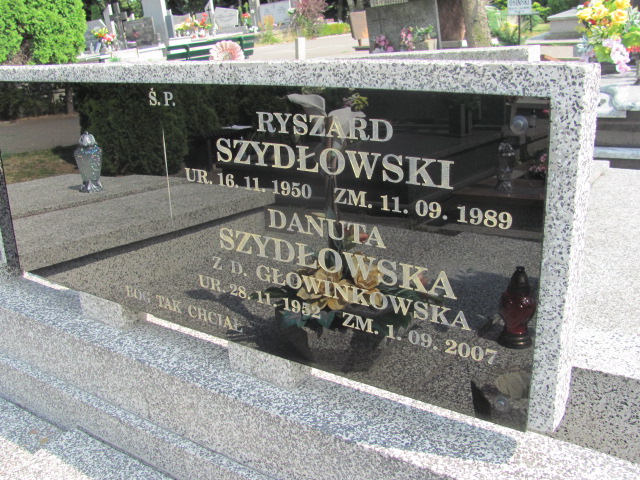 Ś.P.
RYSZARD
SZYDŁOWSKI
UR. 16.11.1950 ZM. 11.09.1989
DANUTA
SZYDŁOWSKA
Z D. GŁOWINKOWSKA
UR. 28.11.1952 ZM. 1.09.2007
BÓG TAK CHCIAŁ